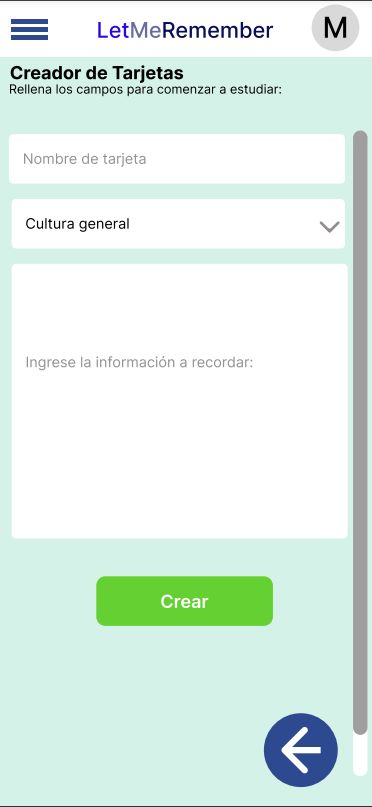 LetMeRemember
M
Creador de Tarjetas
Rellena los campos para comenzar a estudiar:
Nombre de tarjeta
Cultura general
Ingrese la información a recordar:
Crear